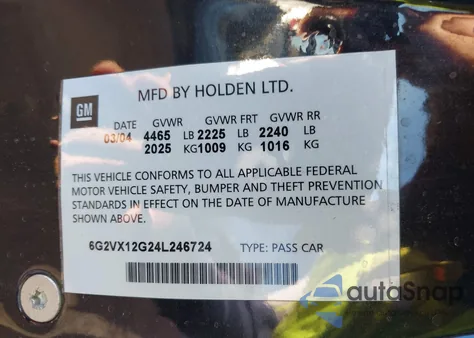 GM
MFD BY HOLDEN LTD.
DATE GVWR GVWR FRT GVWR RR
03/04 4465 LB 2225 LB 2240 LB
2025 KG 1009 KG 1016 KG
THIS VEHICLE CONFORMS TO ALL APPLICABLE FEDERAL
MOTOR VEHICLE SAFETY, BUMPER AND THEFT PREVENTION
STANDARDS IN EFFECT ON THE DATE OF MANUFACTURE
SHOWN ABOVE.
6G2VX12G24L246724 TYPE: PASS CAR
autoSnap